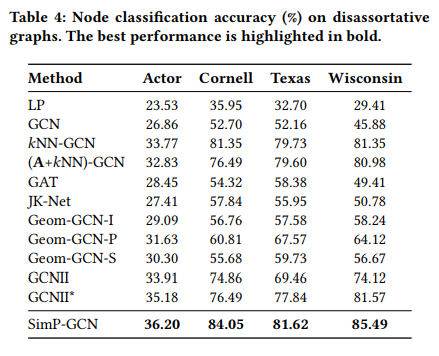 Table 4: Node classification accuracy (%) on disassortative
graphs. The best performance is highlighted in bold.
Method Actor Cornell Texas Wisconsin
LP 23.53 35.95 32.70 29.41
GCN 26.86 52.70 52.16 45.88
kNN-GCN 33.77 81.35 79.73 81.35
(A+kNN)-GCN 32.83 76.49 79.60 80.98
GAT 28.45 54.32 58.38 49.41
JK-Net 27.41 57.84 55.95 50.78
Geom-GCN-I 29.09 56.76 57.58 58.24
Geom-GCN-P 31.63 60.81 67.57 64.12
Geom-GCN-S 30.30 55.68 59.73 56.67
GCNII 33.91 74.86 69.46 74.12
GCNII* 35.18 76.49 77.84 81.57
SimP-GCN 36.20 84.05 81.62 85.49